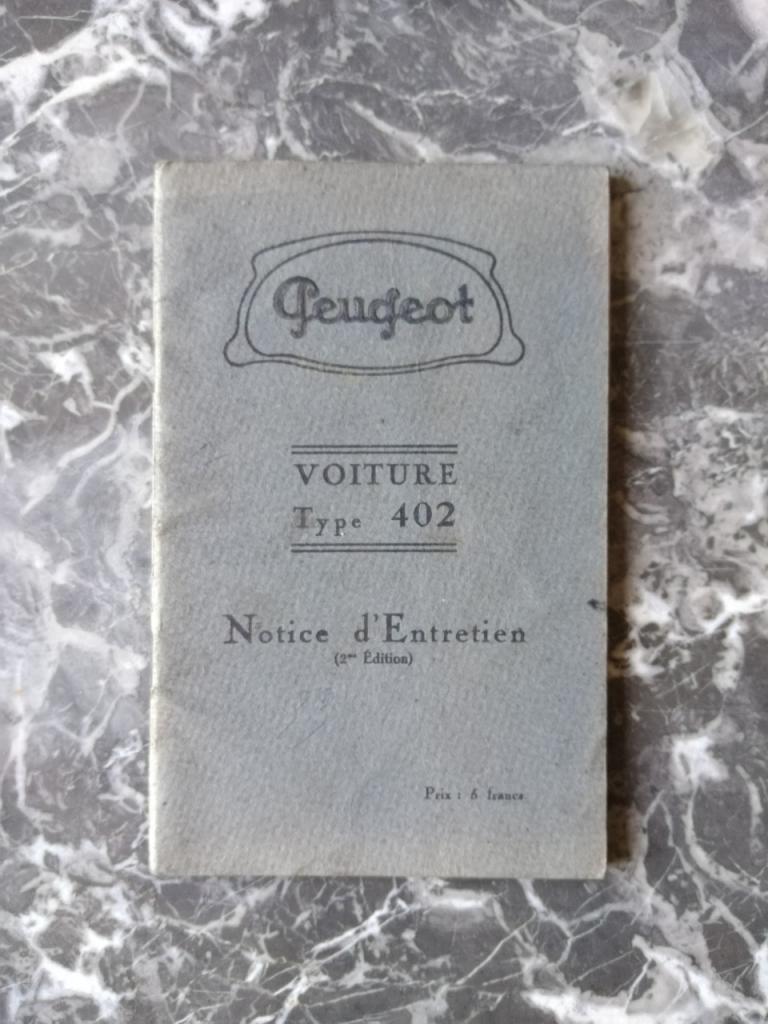 Peugeot
VOITURE
Type 402
Notice d'Entretien
(2me Édition)
Prix : 6 francs